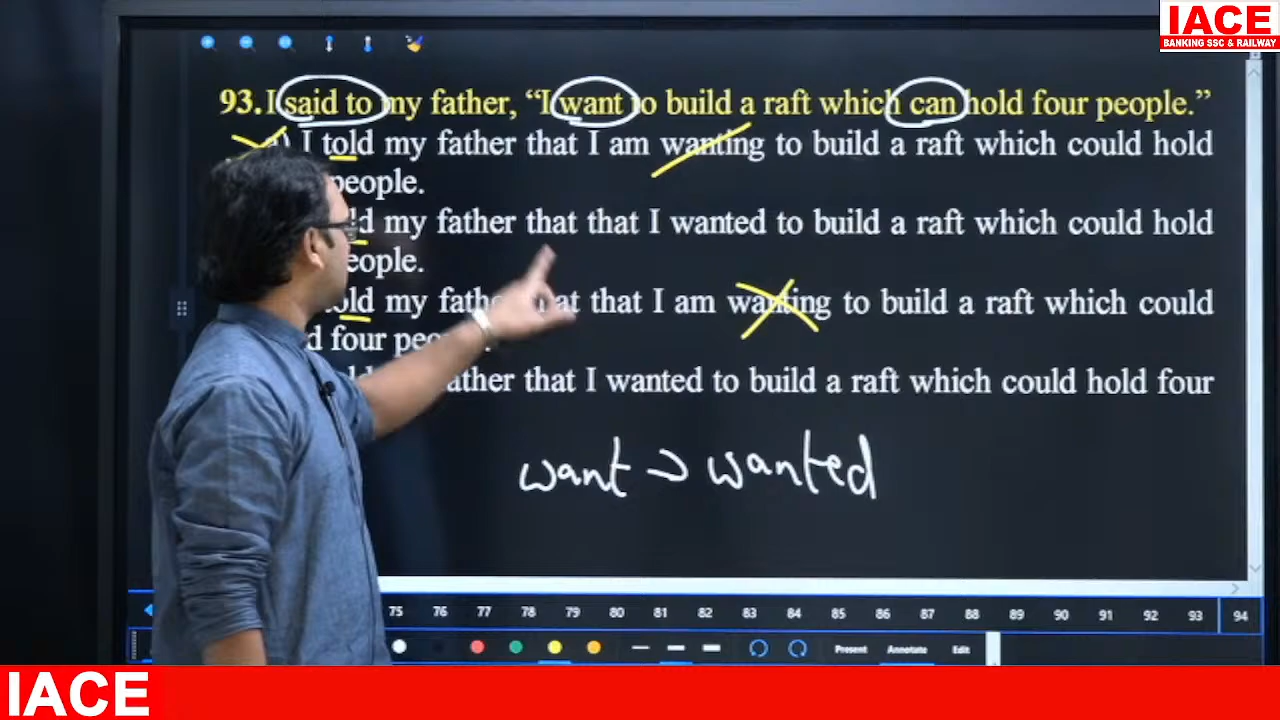 IACE
BANKING SSC & RAILWAY
93. I said to my father, “I want to build a raft which can hold four people.”
I told my father that I am wanting to build a raft which could hold
people.
my father that that I wanted to build a raft which could hold
people.
told my that I am wanting to build a raft which could
four
that I wanted to build a raft which could hold four
want -> wanted
75 76 77 78 79 80 81 82 83 84 85 86 87 88 89 90 91 92 93 94
Present Annotate Edit
IACE